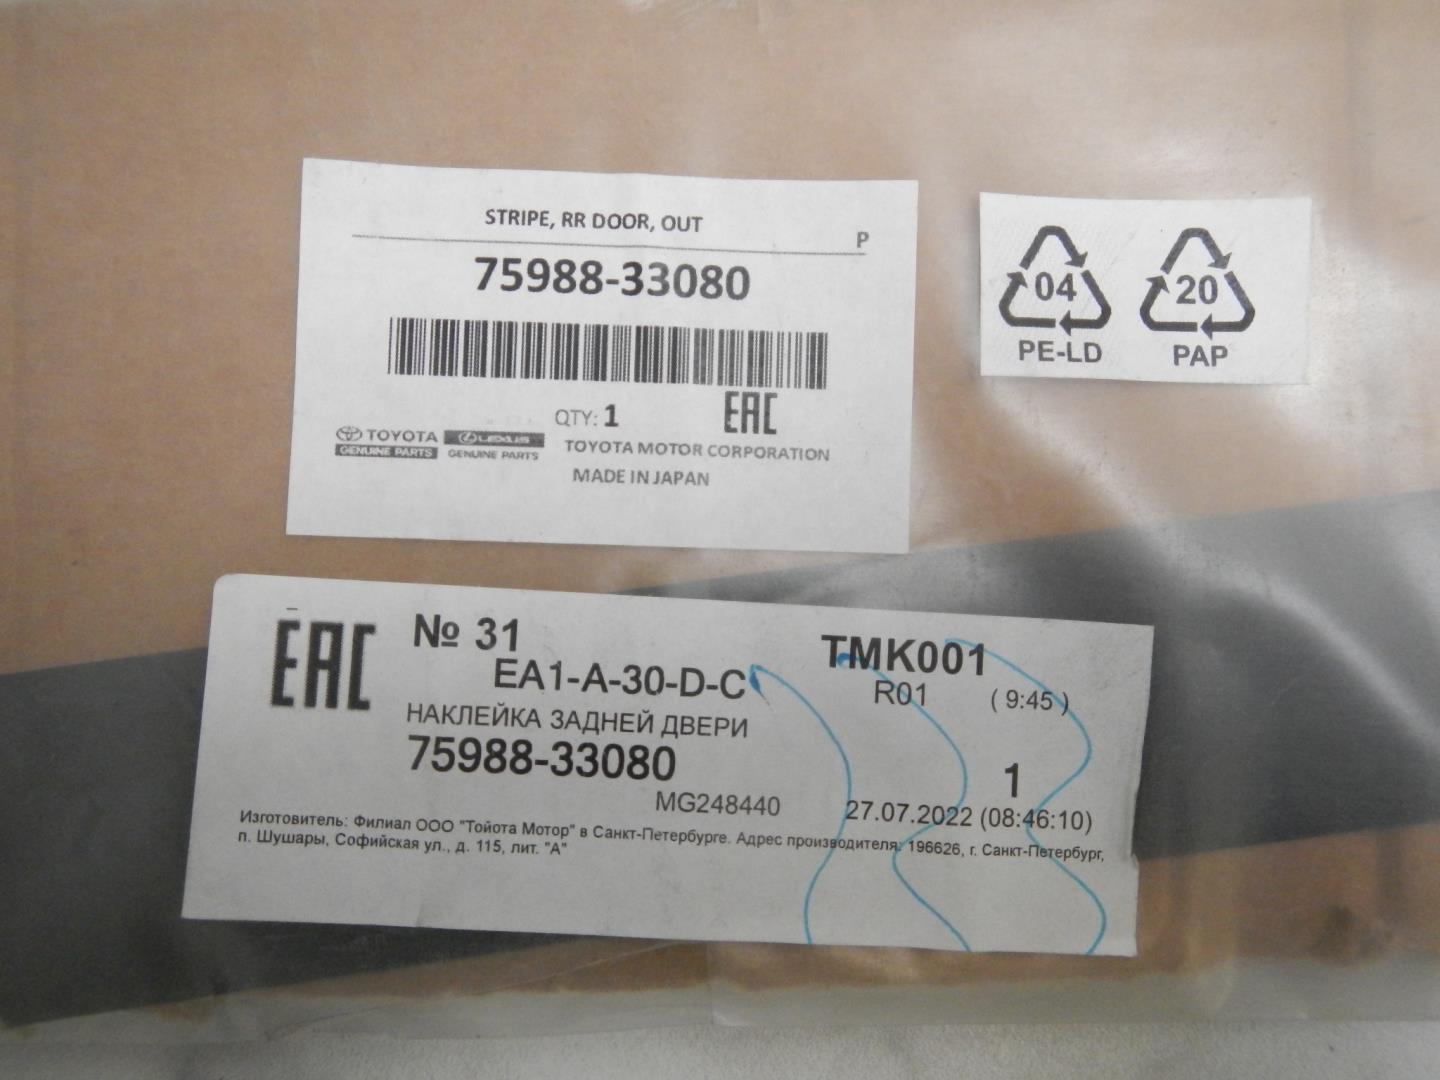 STRIPE, RR DOOR, OUT
P
75988-33080
QTY: 1
EAC
TOYOTA
GENUINE PARTS
LEXUS
GENUINE PARTS
TOYOTA MOTOR CORPORATION
MADE IN JAPAN
04
PE-LD
20
PAP
EAC
№ 31
TMK001
EA1-A-30-D-C
R01
( 9:45 )
НАКЛЕЙКА ЗАДНЕЙ ДВЕРИ
75988-33080
1
MG248440
27.07.2022 (08:46:10)
Изготовитель: Филиал ООО "Тойота Мотор" в Санкт-Петербурге. Адрес производителя: 196626, г. Санкт-Петербург,
п. Шушары, Софийская ул., д. 115, лит. "А"